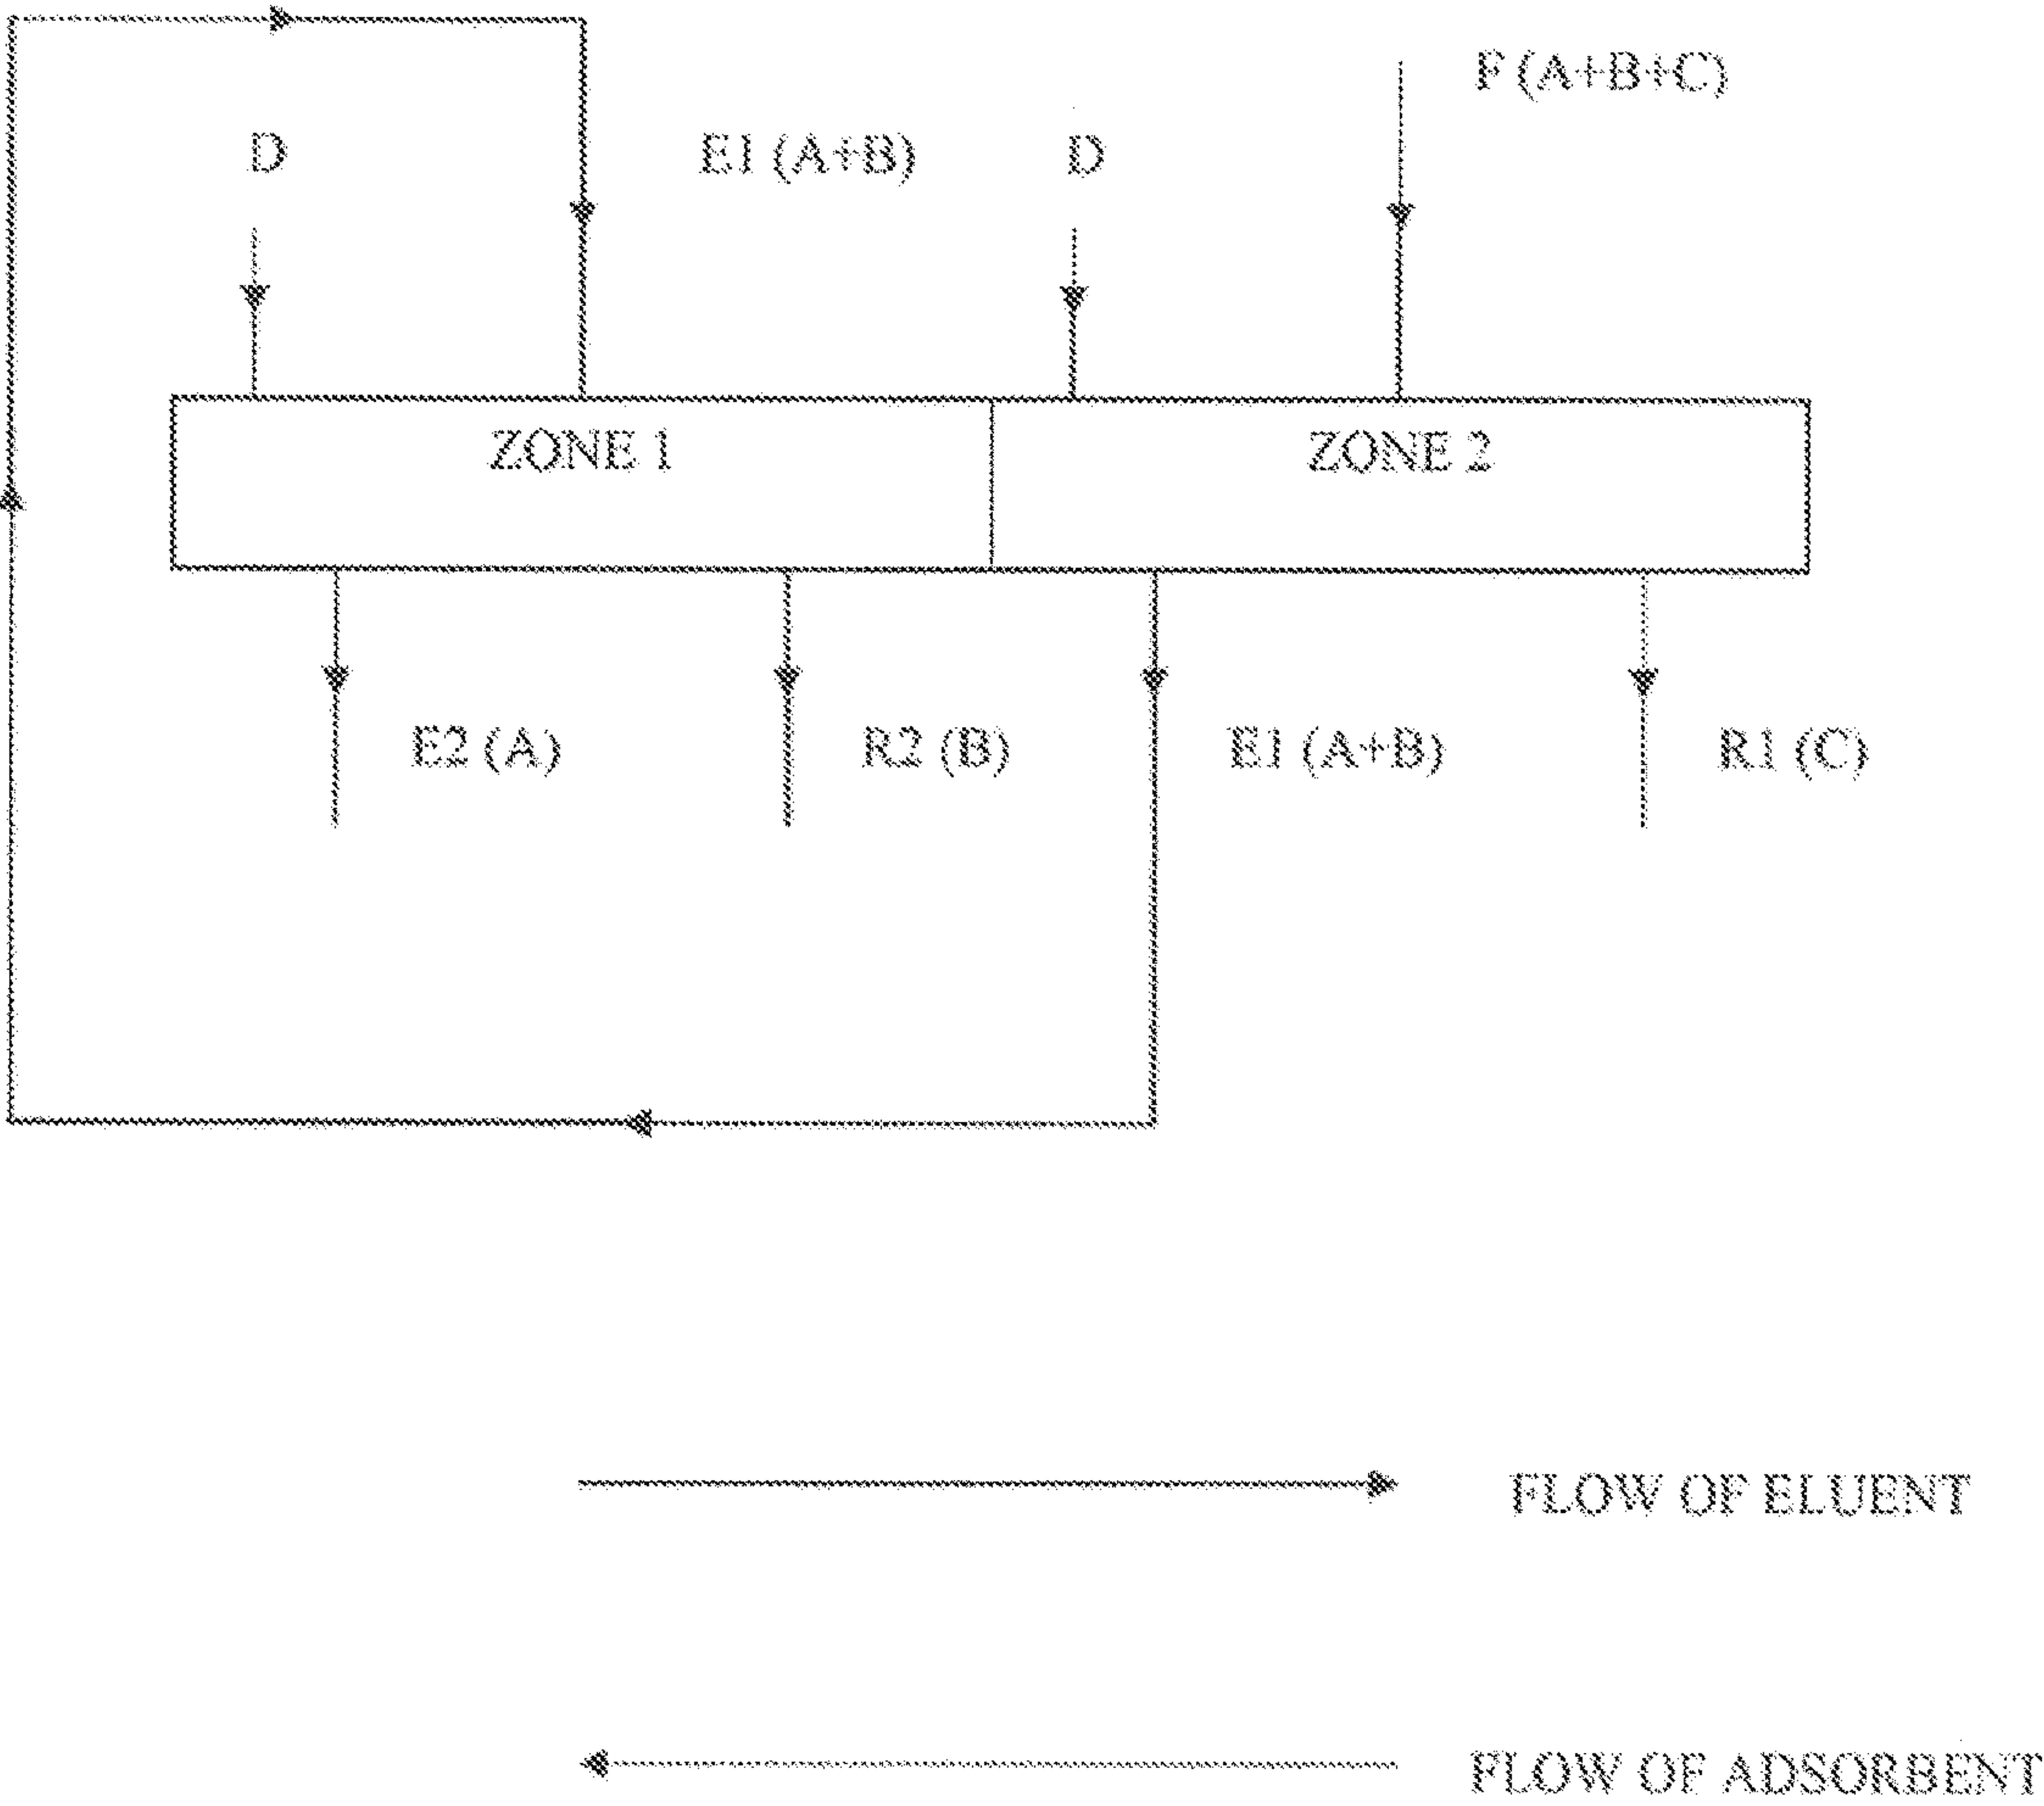 F (A+B+C)
D
E1 (A+B)
D
ZONE 1
ZONE 2
E2 (A)
R2 (B)
E1 (A+B)
R1 (C)
FLOW OF ELUENT
FLOW OF ADSORBENT